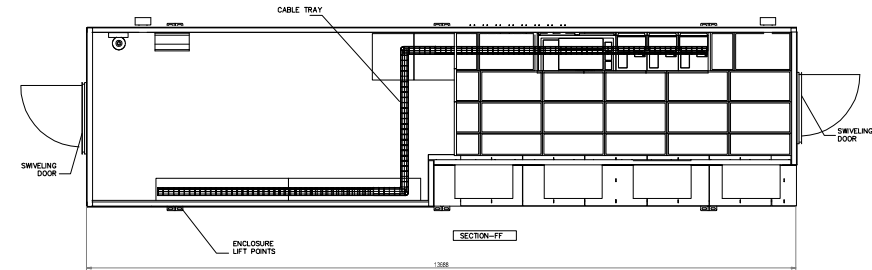 CABLE TRAY
SWIVELING
DOOR
SWIVELING
DOOR
ENCLOSURE
LIFT POINTS
SECTION-FF
13688